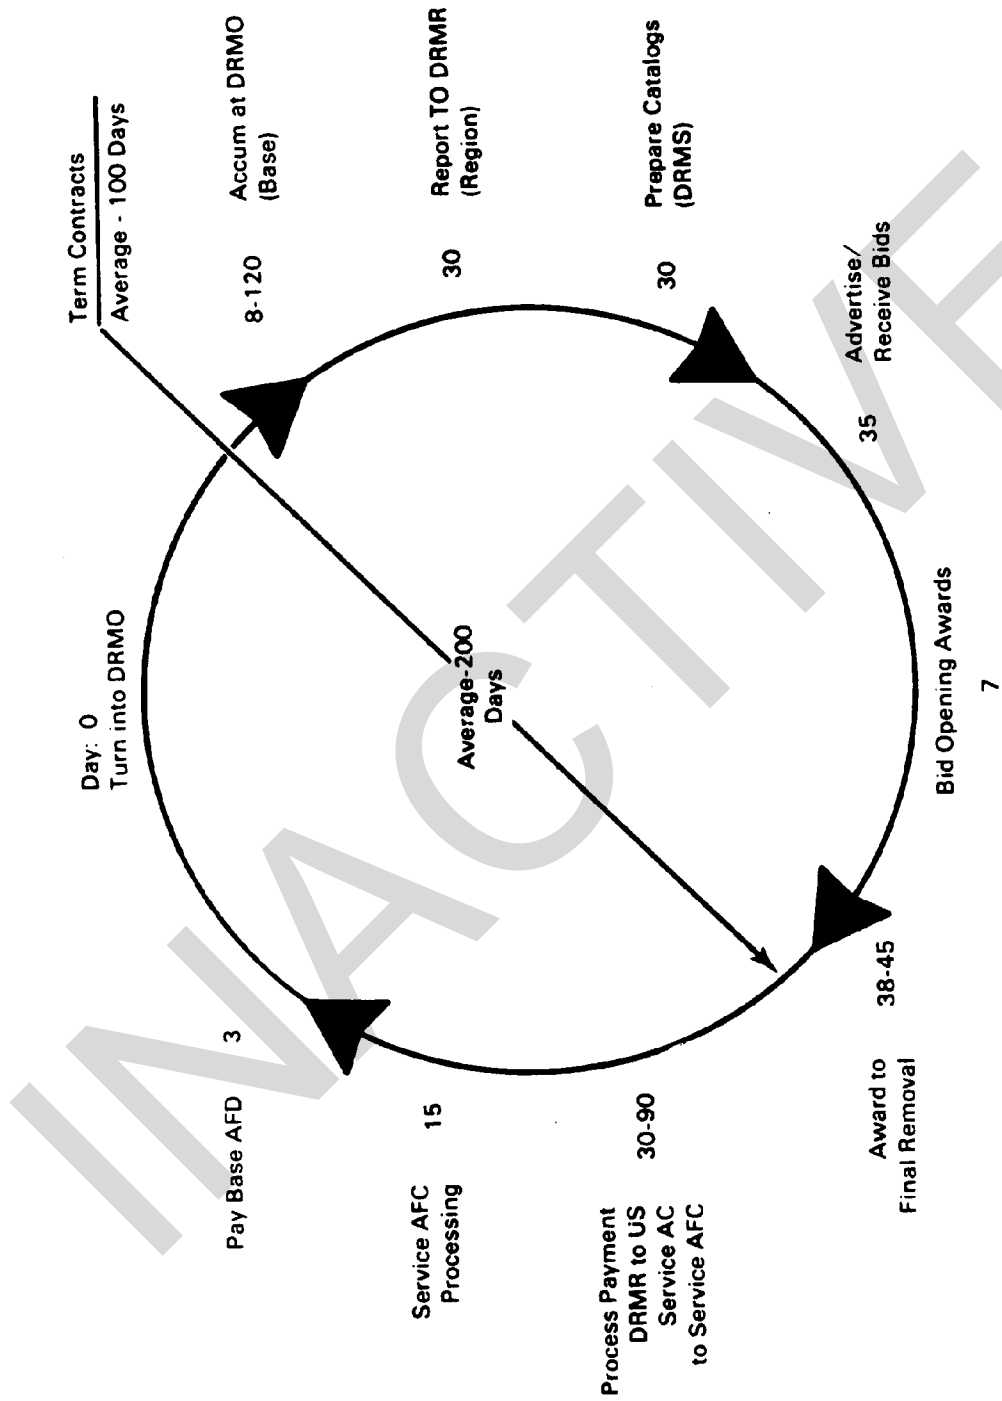 Day: 0
Turn into DRMO
Term Contracts
Average - 100 Days
8-120
Accum at DRMO
(Base)
30
Report TO DRMR
(Region)
30
Prepare Catalogs
(DRMS)
35
Advertise/
Receive Bids
Bid Opening Awards
7
38-45
Award to
Final Removal
30-90
Process Payment
DRMR to US
Service AC
to Service AFC
15
Service AFC
Processing
3
Pay Base AFD
Average-200
Days
INACTIVE